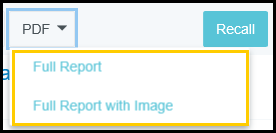 PDF Recall
Full Report
Full Report with Image